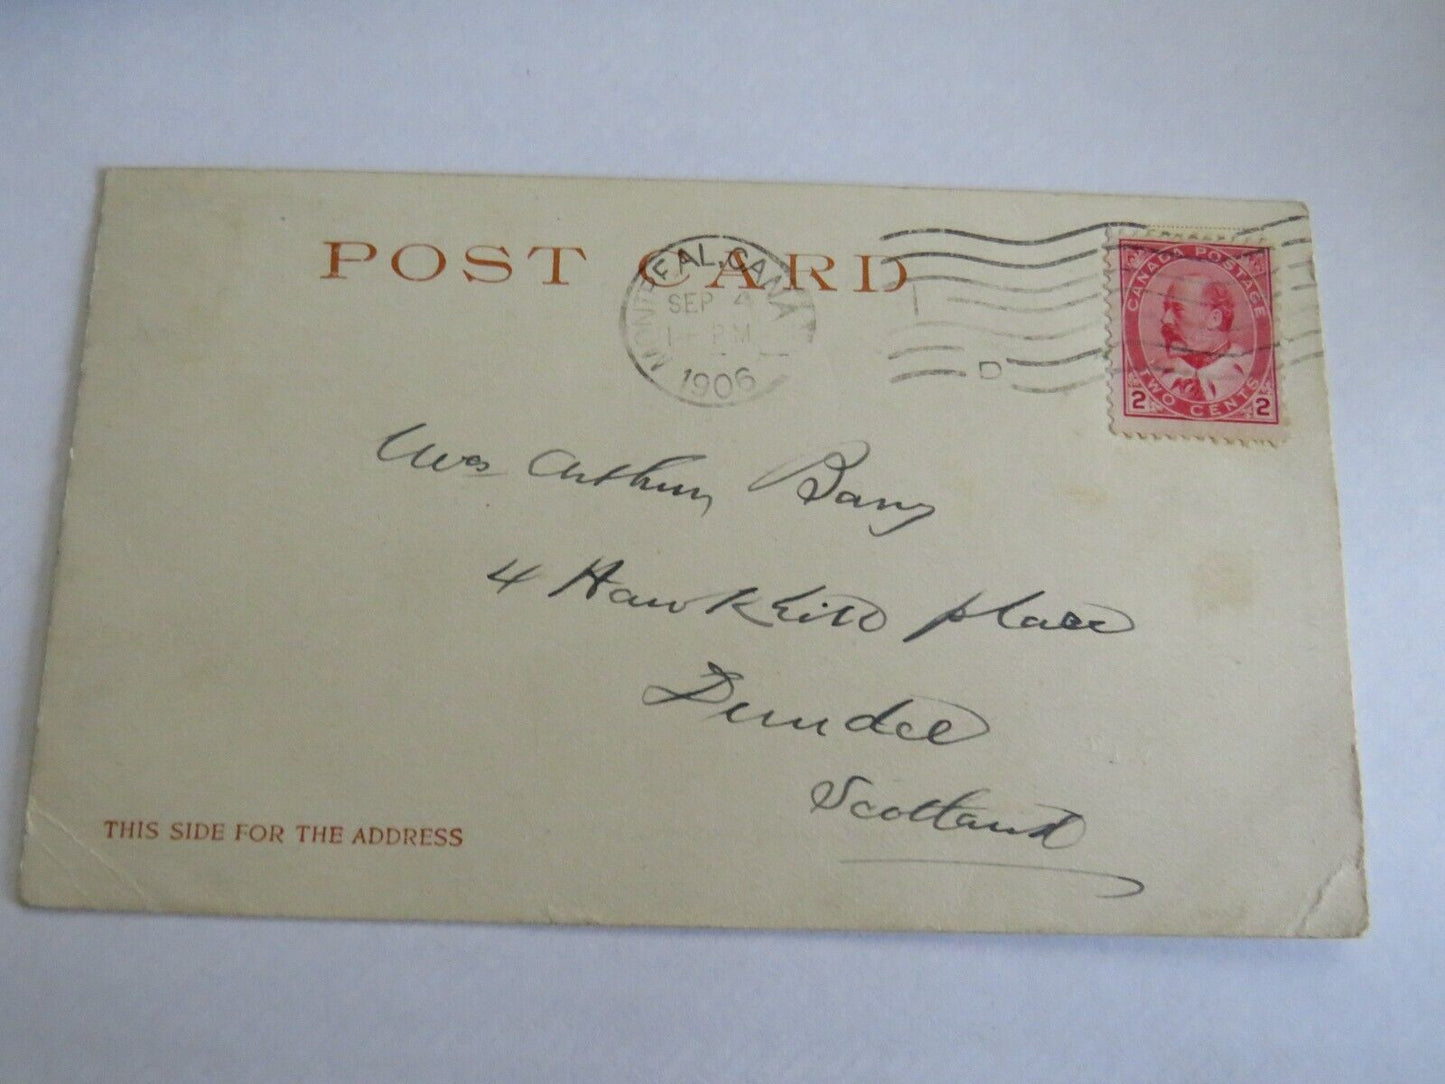 POST CARD
MONTREAL, CANADA
SEP 4
PM
1906
D
CANADA POSTAGE
TWO CENTS
2 2
Mrs Arthur Barry
4 Hawkhill place
Dundee
Scotland
THIS SIDE FOR THE ADDRESS